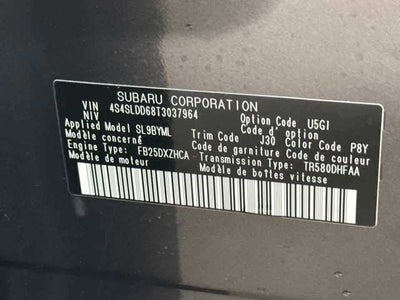 SUBARU CORPORATION
VIN 4S4SLDD68T3037964
NIV
Applied Model SL9BYML Option Code U5GI
Modèle concerné Code d' option
Trim Code J30 Color Code P8Y
Code de garniture Code de couleur
Engine Type FB25DXZHCA Transmission Type TR580DHFAA
Modèle de moteur Modèle de boîtes vitesse